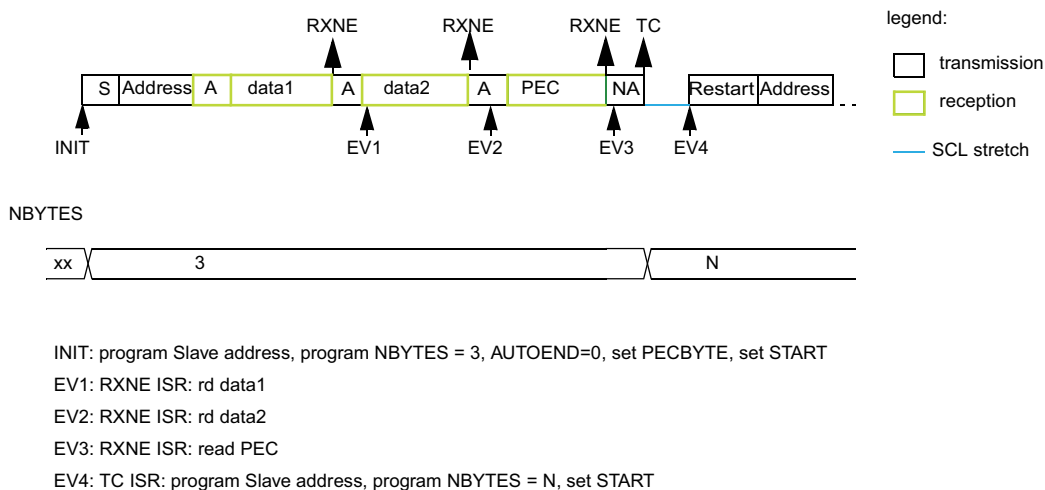 legend:
RXNE RXNE RXNE TC
transmission
S Address A data1 A data2 A PEC NA Restart Address
reception
INIT EV1 EV2 EV3 EV4
SCL stretch
NBYTES
xx 3 N
INIT: program Slave address, program NBYTES = 3, AUTOEND=0, set PECBYTE, set START
EV1: RXNE ISR: rd data1
EV2: RXNE ISR: rd data2
EV3: RXNE ISR: read PEC
EV4: TC ISR: program Slave address, program NBYTES = N, set START